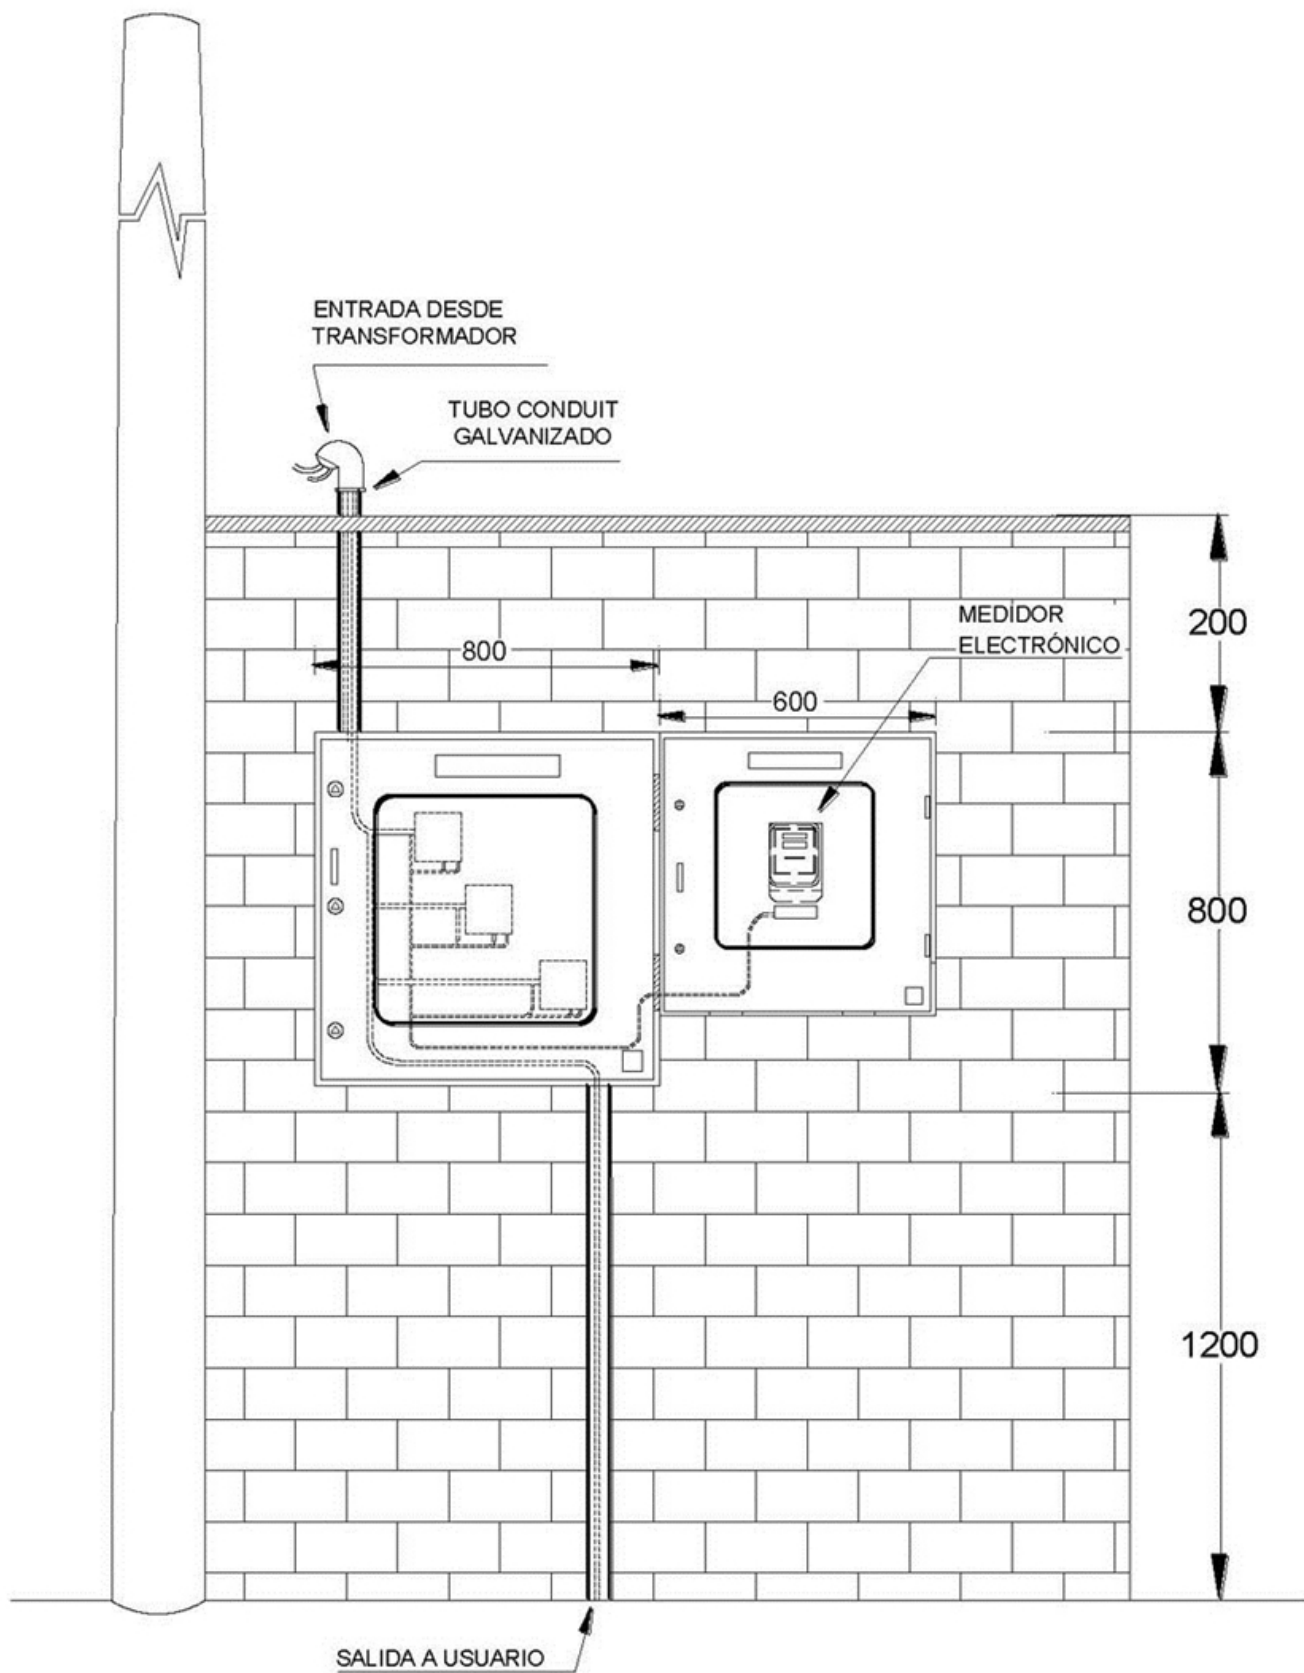 ENTRADA DESDE
TRANSFORMADOR
TUBO CONDUIT
GALVANIZADO
MEDIDOR
ELECTRÓNICO
200
800
600
800
1200
SALIDA A USUARIO